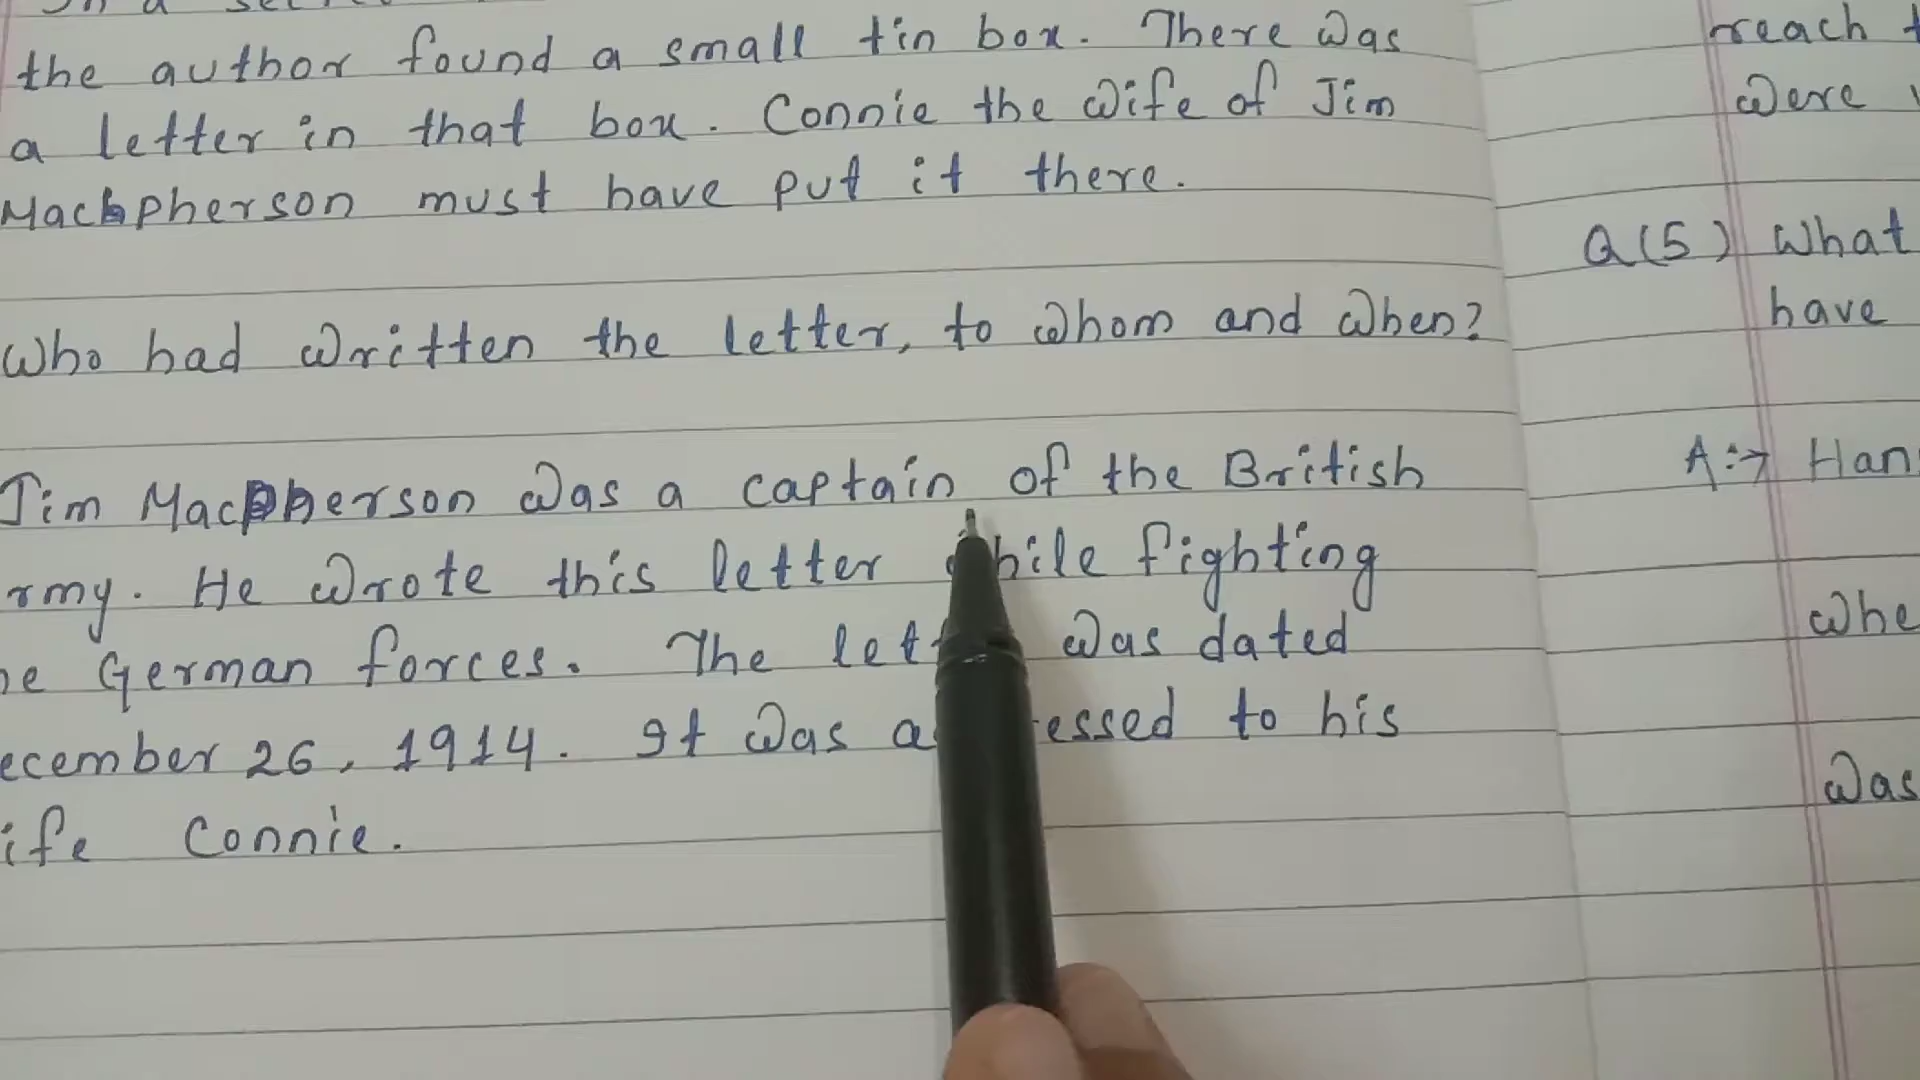 the author found a small tin box. There was
a letter in that box. Connie the wife of Jim
Macpherson must have put it there.
Who had written the letter, to whom and when?
Jim Macpherson was a captain of the British
rmy. He wrote this letter hile fighting
he German forces. The lett was dated
ecember 26, 1914. It was a essed to his
ife Connie.
reach t
were
Q(5) What
have
A:→ Han
whe
was